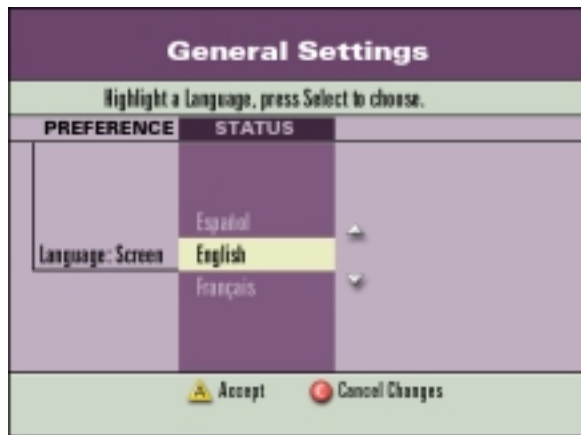 General Settings
Highlight a Language, press Select to choose.
PREFERENCE STATUS
Español
Language: Screen English
Français
A Accept C Cancel Changes